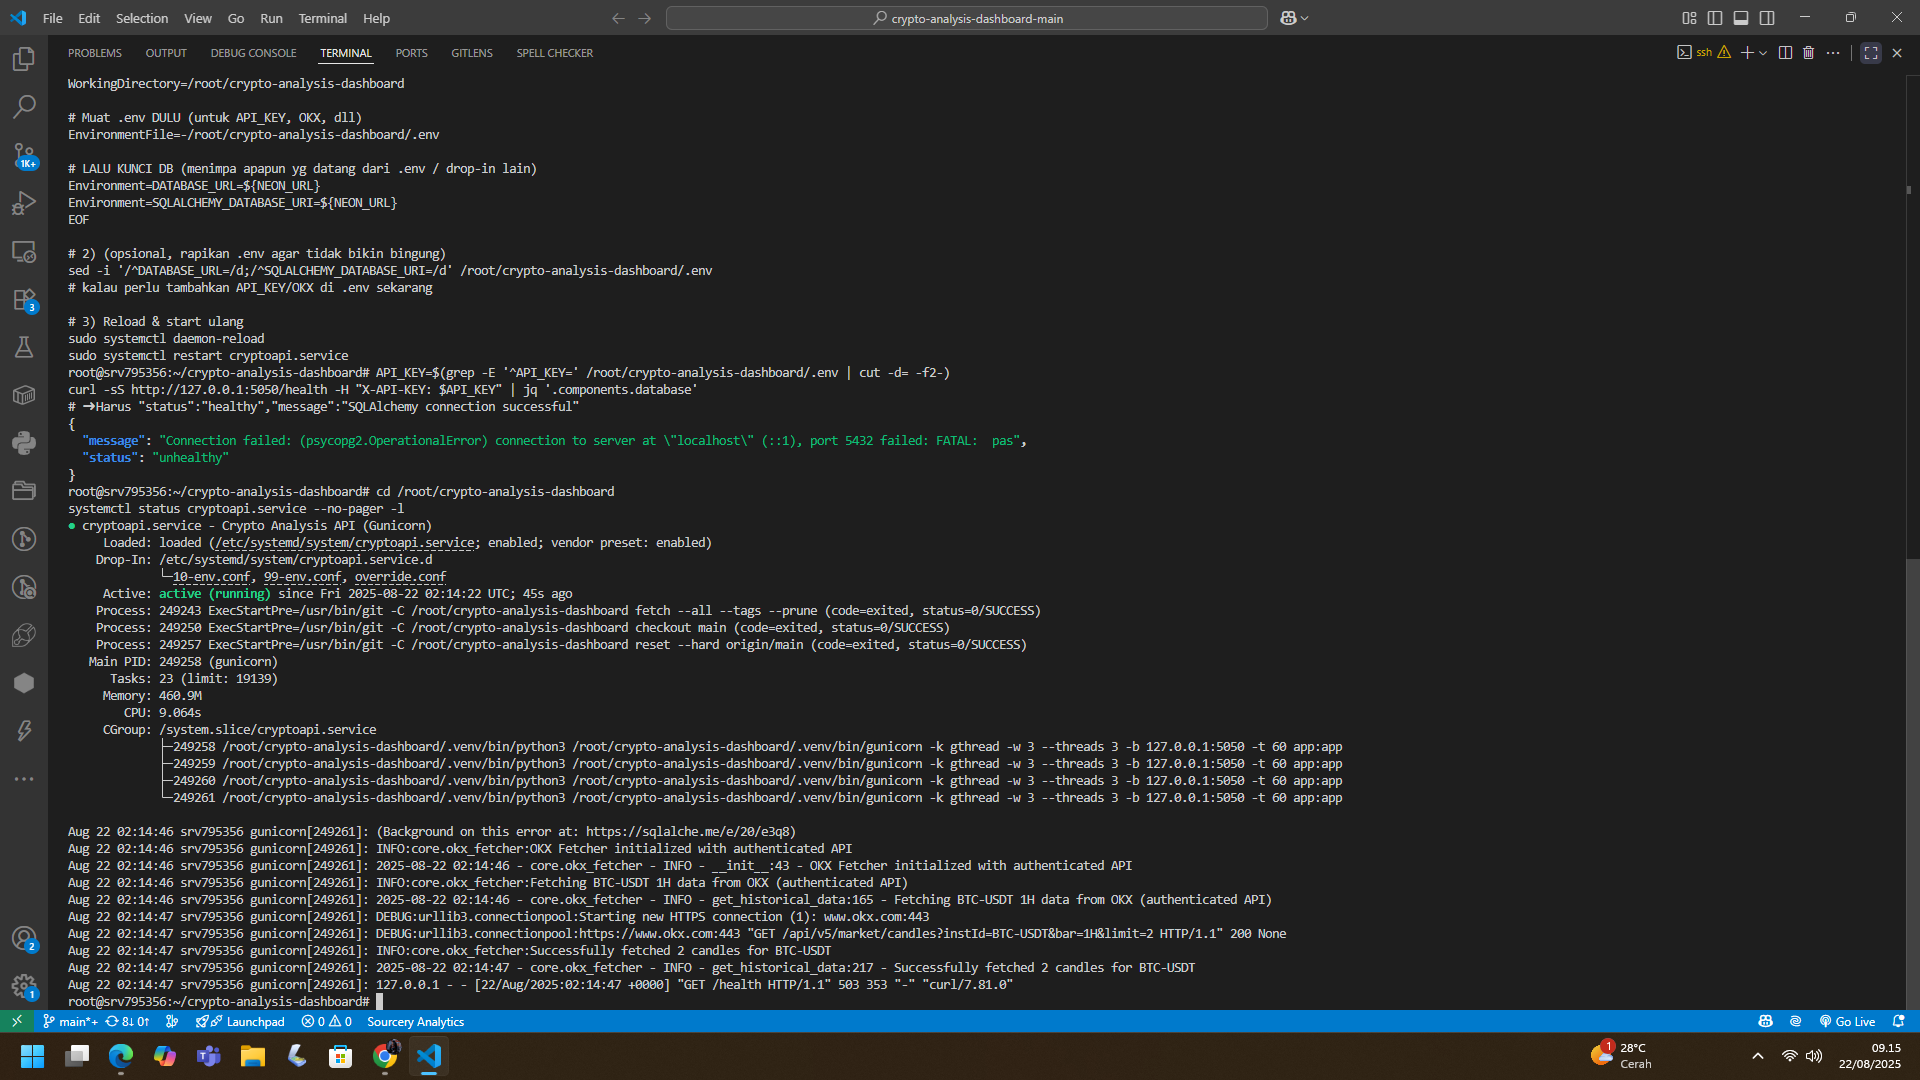 File Edit Selection View Go Run Terminal Help
crypto-analysis-dashboard-main
PROBLEMS OUTPUT DEBUG CONSOLE TERMINAL PORTS GITLENS SPELL CHECKER
ssh
WorkingDirectory=/root/crypto-analysis-dashboard
# Muat .env DULU (untuk API_KEY, OKX, dll)
EnvironmentFile=-/root/crypto-analysis-dashboard/.env
# LALU KUNCI DB (menimpa apapun yg datang dari .env / drop-in lain)
Environment=DATABASE_URL=${NEON_URL}
Environment=SQLALCHEMY_DATABASE_URI=${NEON_URL}
EOF
# 2) (opsional, rapikan .env agar tidak bikin bingung)
sed -i '/^DATABASE_URL=/d;/^SQLALCHEMY_DATABASE_URI=/d' /root/crypto-analysis-dashboard/.env
# kalau perlu tambahkan API_KEY/OKX di .env sekarang
# 3) Reload & start ulang
sudo systemctl daemon-reload
sudo systemctl restart cryptoapi.service
root@srv795356:~/crypto-analysis-dashboard# API_KEY=$(grep -E '^API_KEY=' /root/crypto-analysis-dashboard/.env | cut -d= -f2-)
curl -sS http://127.0.0.1:5050/health -H "X-API-KEY: $API_KEY" | jq '.components.database'
# ➜Harus "status":"healthy","message":"SQLAlchemy connection successful"
{
"message": "Connection failed: (psycopg2.OperationalError) connection to server at \"localhost\" (::1), port 5432 failed: FATAL:  pas",
"status": "unhealthy"
}
root@srv795356:~/crypto-analysis-dashboard# cd /root/crypto-analysis-dashboard
systemctl status cryptoapi.service --no-pager -l
● cryptoapi.service - Crypto Analysis API (Gunicorn)
Loaded: loaded (/etc/systemd/system/cryptoapi.service; enabled; vendor preset: enabled)
Drop-In: /etc/systemd/system/cryptoapi.service.d
└─10-env.conf, 99-env.conf, override.conf
Active: active (running) since Fri 2025-08-22 02:14:22 UTC; 45s ago
Process: 249243 ExecStartPre=/usr/bin/git -C /root/crypto-analysis-dashboard fetch --all --tags --prune (code=exited, status=0/SUCCESS)
Process: 249250 ExecStartPre=/usr/bin/git -C /root/crypto-analysis-dashboard checkout main (code=exited, status=0/SUCCESS)
Process: 249257 ExecStartPre=/usr/bin/git -C /root/crypto-analysis-dashboard reset --hard origin/main (code=exited, status=0/SUCCESS)
Main PID: 249258 (gunicorn)
Tasks: 23 (limit: 19139)
Memory: 460.9M
CPU: 9.064s
CGroup: /system.slice/cryptoapi.service
├─249258 /root/crypto-analysis-dashboard/.venv/bin/python3 /root/crypto-analysis-dashboard/.venv/bin/gunicorn -k gthread -w 3 --threads 3 -b 127.0.0.1:5050 -t 60 app:app
├─249259 /root/crypto-analysis-dashboard/.venv/bin/python3 /root/crypto-analysis-dashboard/.venv/bin/gunicorn -k gthread -w 3 --threads 3 -b 127.0.0.1:5050 -t 60 app:app
├─249260 /root/crypto-analysis-dashboard/.venv/bin/python3 /root/crypto-analysis-dashboard/.venv/bin/gunicorn -k gthread -w 3 --threads 3 -b 127.0.0.1:5050 -t 60 app:app
└─249261 /root/crypto-analysis-dashboard/.venv/bin/python3 /root/crypto-analysis-dashboard/.venv/bin/gunicorn -k gthread -w 3 --threads 3 -b 127.0.0.1:5050 -t 60 app:app
Aug 22 02:14:46 srv795356 gunicorn[249261]: (Background on this error at: https://sqlalche.me/e/20/e3q8)
Aug 22 02:14:46 srv795356 gunicorn[249261]: INFO:core.okx_fetcher:OKX Fetcher initialized with authenticated API
Aug 22 02:14:46 srv795356 gunicorn[249261]: 2025-08-22 02:14:46 - core.okx_fetcher - INFO - __init__:43 - OKX Fetcher initialized with authenticated API
Aug 22 02:14:46 srv795356 gunicorn[249261]: INFO:core.okx_fetcher:Fetching BTC-USDT 1H data from OKX (authenticated API)
Aug 22 02:14:46 srv795356 gunicorn[249261]: 2025-08-22 02:14:46 - core.okx_fetcher - INFO - get_historical_data:165 - Fetching BTC-USDT 1H data from OKX (authenticated API)
Aug 22 02:14:47 srv795356 gunicorn[249261]: DEBUG:urllib3.connectionpool:Starting new HTTPS connection (1): www.okx.com:443
Aug 22 02:14:47 srv795356 gunicorn[249261]: DEBUG:urllib3.connectionpool:https://www.okx.com:443 "GET /api/v5/market/candles?instId=BTC-USDT&bar=1H&limit=2 HTTP/1.1" 200 None
Aug 22 02:14:47 srv795356 gunicorn[249261]: INFO:core.okx_fetcher:Successfully fetched 2 candles for BTC-USDT
Aug 22 02:14:47 srv795356 gunicorn[249261]: 2025-08-22 02:14:47 - core.okx_fetcher - INFO - get_historical_data:217 - Successfully fetched 2 candles for BTC-USDT
Aug 22 02:14:47 srv795356 gunicorn[249261]: 127.0.0.1 - - [22/Aug/2025:02:14:47 +0000] "GET /health HTTP/1.1" 503 353 "-" "curl/7.81.0"
root@srv795356:~/crypto-analysis-dashboard#
1K+
3
2
1
main*+ 8↓ 0↑ Launchpad 0 0 Sourcery Analytics Go Live
1
28°C
Cerah
09.15
22/08/2025